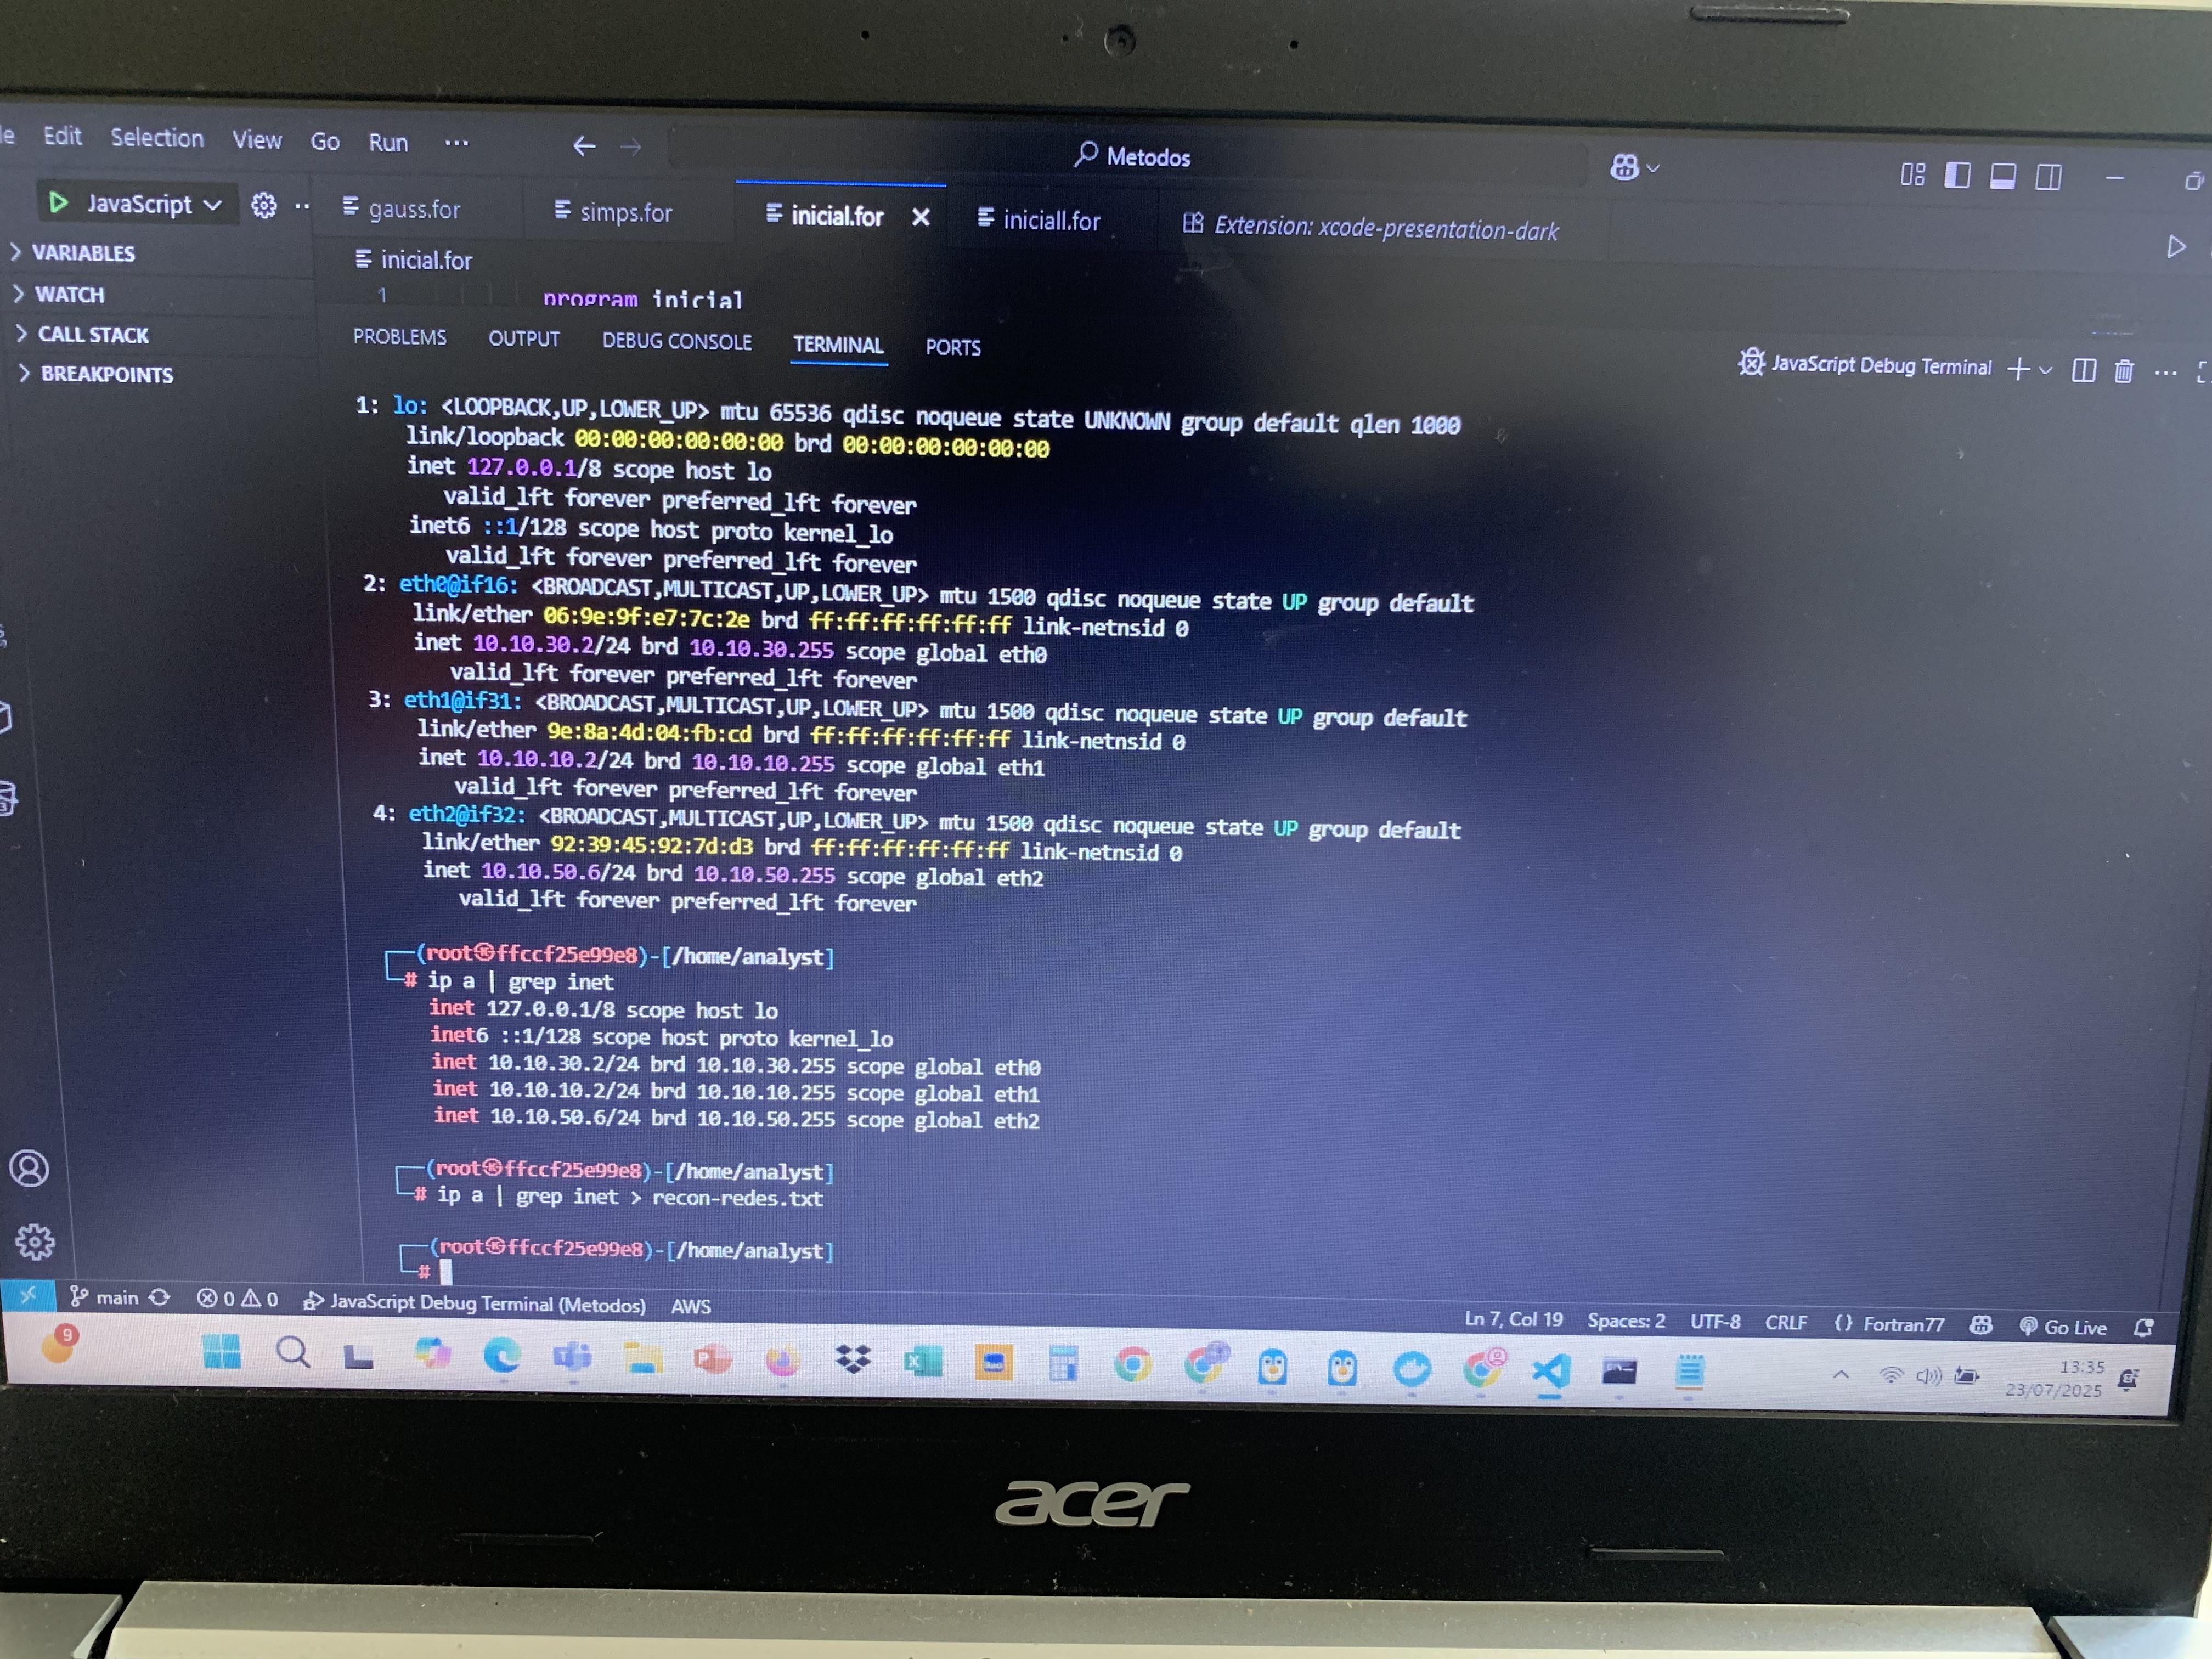 Edit Selection View Go Run ...
Metodos
JavaScript
gauss.for simps.for inicial.for iniciall.for Extension: xcode-presentation-dark
VARIABLES
WATCH
CALL STACK
BREAKPOINTS
inicial.for
1 program inicial
PROBLEMS OUTPUT DEBUG CONSOLE TERMINAL PORTS
JavaScript Debug Terminal
1: lo: <LOOPBACK,UP,LOWER_UP> mtu 65536 qdisc noqueue state UNKNOWN group default qlen 1000
link/loopback 00:00:00:00:00:00 brd 00:00:00:00:00:00
inet 127.0.0.1/8 scope host lo
valid_lft forever preferred_lft forever
inet6 ::1/128 scope host proto kernel_lo
valid_lft forever preferred_lft forever
2: eth0@if16: <BROADCAST,MULTICAST,UP,LOWER_UP> mtu 1500 qdisc noqueue state UP group default
link/ether 06:9e:9f:e7:7c:2e brd ff:ff:ff:ff:ff:ff link-netnsid 0
inet 10.10.30.2/24 brd 10.10.30.255 scope global eth0
valid_lft forever preferred_lft forever
3: eth1@if31: <BROADCAST,MULTICAST,UP,LOWER_UP> mtu 1500 qdisc noqueue state UP group default
link/ether 9e:8a:4d:04:fb:cd brd ff:ff:ff:ff:ff:ff link-netnsid 0
inet 10.10.10.2/24 brd 10.10.10.255 scope global eth1
valid_lft forever preferred_lft forever
4: eth2@if32: <BROADCAST,MULTICAST,UP,LOWER_UP> mtu 1500 qdisc noqueue state UP group default
link/ether 92:39:45:92:7d:d3 brd ff:ff:ff:ff:ff:ff link-netnsid 0
inet 10.10.50.6/24 brd 10.10.50.255 scope global eth2
valid_lft forever preferred_lft forever
┌──(root㉿ffccf25e99e8)-[/home/analyst]
└─# ip a | grep inet
inet 127.0.0.1/8 scope host lo
inet6 ::1/128 scope host proto kernel_lo
inet 10.10.30.2/24 brd 10.10.30.255 scope global eth0
inet 10.10.10.2/24 brd 10.10.10.255 scope global eth1
inet 10.10.50.6/24 brd 10.10.50.255 scope global eth2
┌──(root㉿ffccf25e99e8)-[/home/analyst]
└─# ip a | grep inet > recon-redes.txt
┌──(root㉿ffccf25e99e8)-[/home/analyst]
└─#
main 0 0 JavaScript Debug Terminal (Metodos) AWS Ln 7, Col 19 Spaces: 2 UTF-8 CRLF {} Fortran77 Go Live
9
13:35
23/07/2025
acer